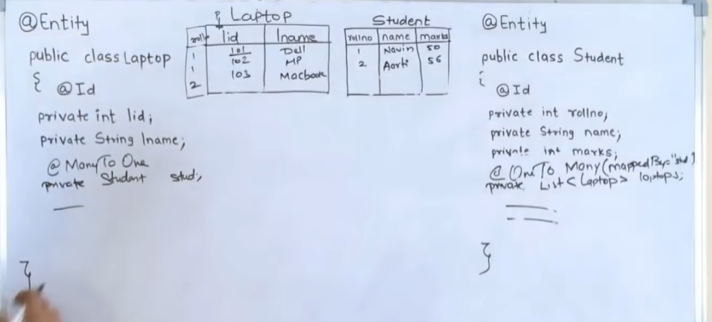 @Entity
public class Laptop
{
@Id
private int lid;
private String lname;
@ManyToOne
private Student stud;
}
Laptop
rollno lid lname
1 101 Dell
1 102 HP
2 103 Macbook
Student
rollno name marks
1 Navin 50
2 Aarti 56
@Entity
public class Student
{
@Id
private int rollno;
private String name;
private int marks;
@OneToMany(mappedBy="stud")
private List<Laptop> laptops;
}